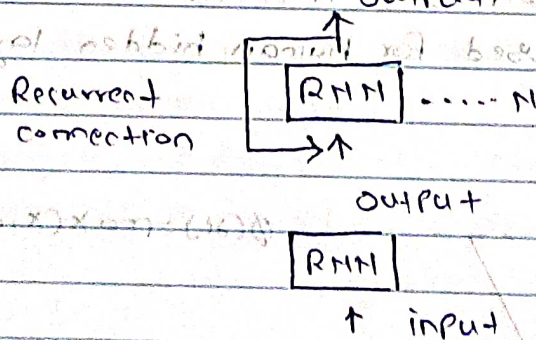 Recurrent
connection
RNN ..... N
output
RNN
↑ input